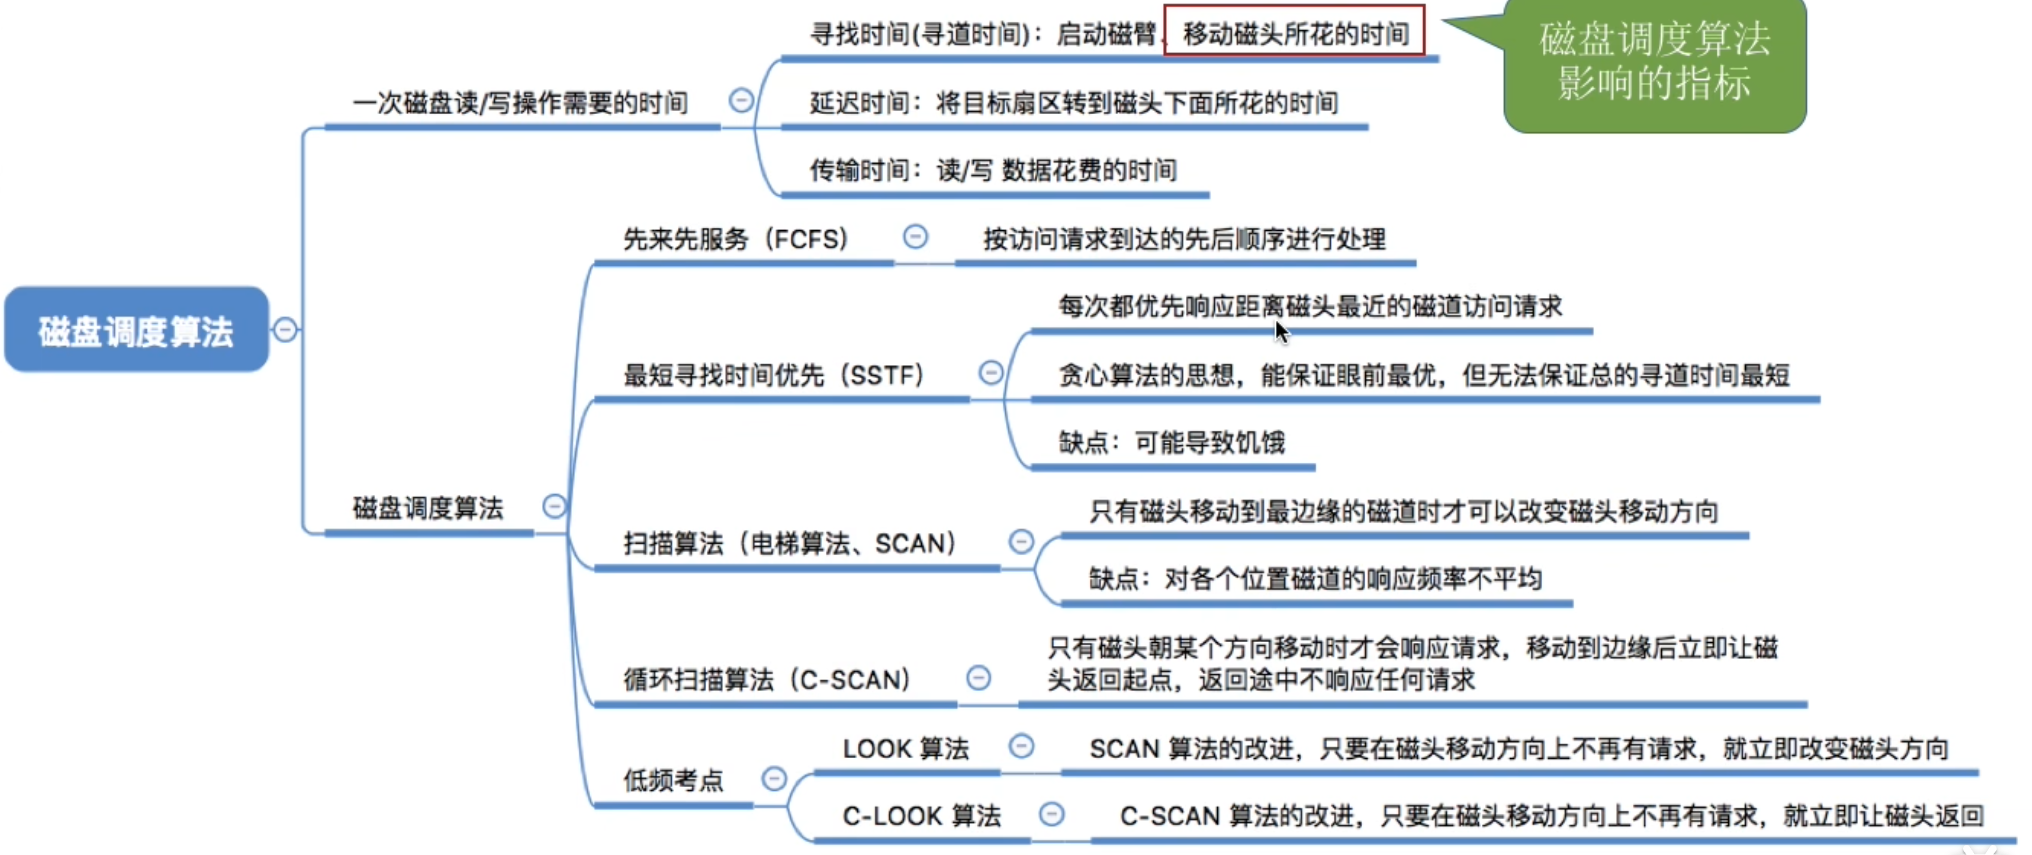 寻找时间(寻道时间)：启动磁臂、移动磁头所花的时间
磁盘调度算法
影响的指标
一次磁盘读/写操作需要的时间
延迟时间：将目标扇区转到磁头下面所花的时间
传输时间：读/写 数据花费的时间
先来先服务（FCFS）
按访问请求到达的先后顺序进行处理
磁盘调度算法
每次都优先响应距离磁头最近的磁道访问请求
最短寻找时间优先（SSTF）
贪心算法的思想，能保证眼前最优，但无法保证总的寻道时间最短
缺点：可能导致饥饿
磁盘调度算法
只有磁头移动到最边缘的磁道时才可以改变磁头移动方向
扫描算法（电梯算法、SCAN）
缺点：对各个位置磁道的响应频率不平均
循环扫描算法（C-SCAN）
只有磁头朝某个方向移动时才会响应请求，移动到边缘后立即让磁
头返回起点，返回途中不响应任何请求
低频考点
LOOK 算法
SCAN 算法的改进，只要在磁头移动方向上不再有请求，就立即改变磁头方向
C-LOOK 算法
C-SCAN 算法的改进，只要在磁头移动方向上不再有请求，就立即让磁头返回